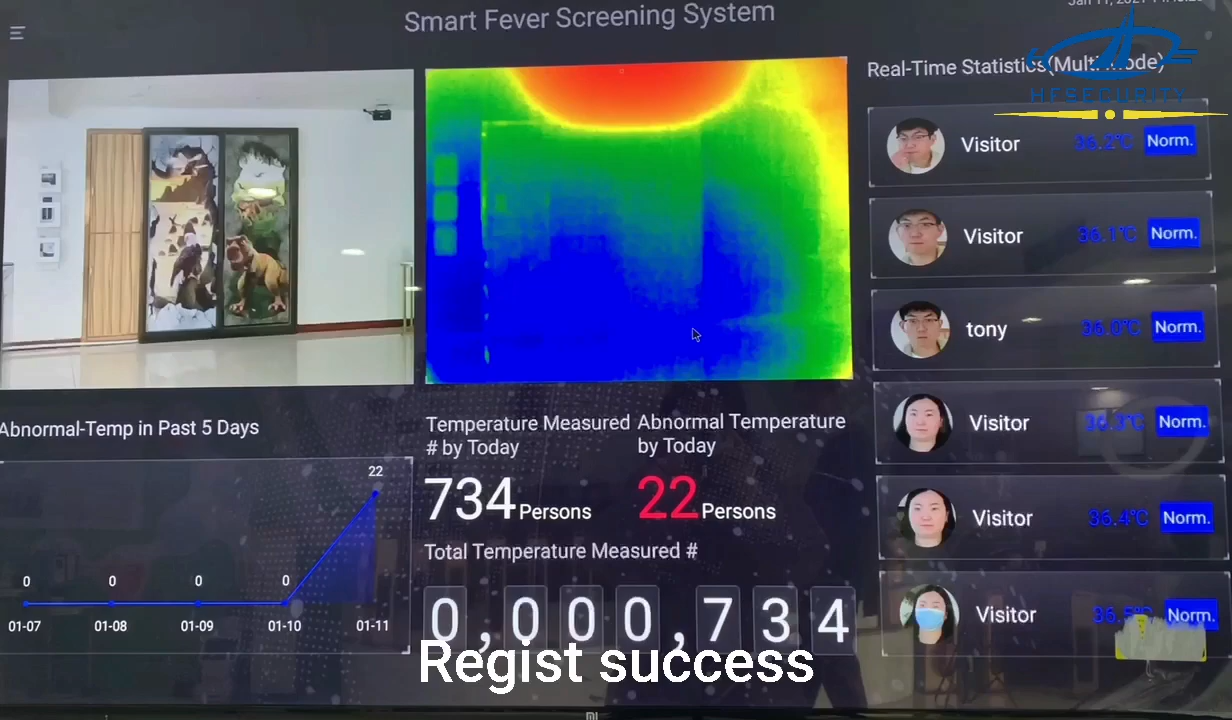 Smart Fever Screening System
Real-Time Statistics(Multi-mode)
HFSECURITY
Visitor 36.2℃ Norm.
Visitor 36.1℃ Norm.
tony 36.0℃ Norm.
Visitor 36.3℃ Norm.
Visitor 36.4℃ Norm.
Visitor Norm.
Abnormal-Temp in Past 5 Days
22
0 0 0 0
01-07 01-08 01-09 01-10 01-11
Temperature Measured
# by Today
734 Persons
Abnormal Temperature
by Today
22 Persons
Total Temperature Measured #
0,000,734
Regist success